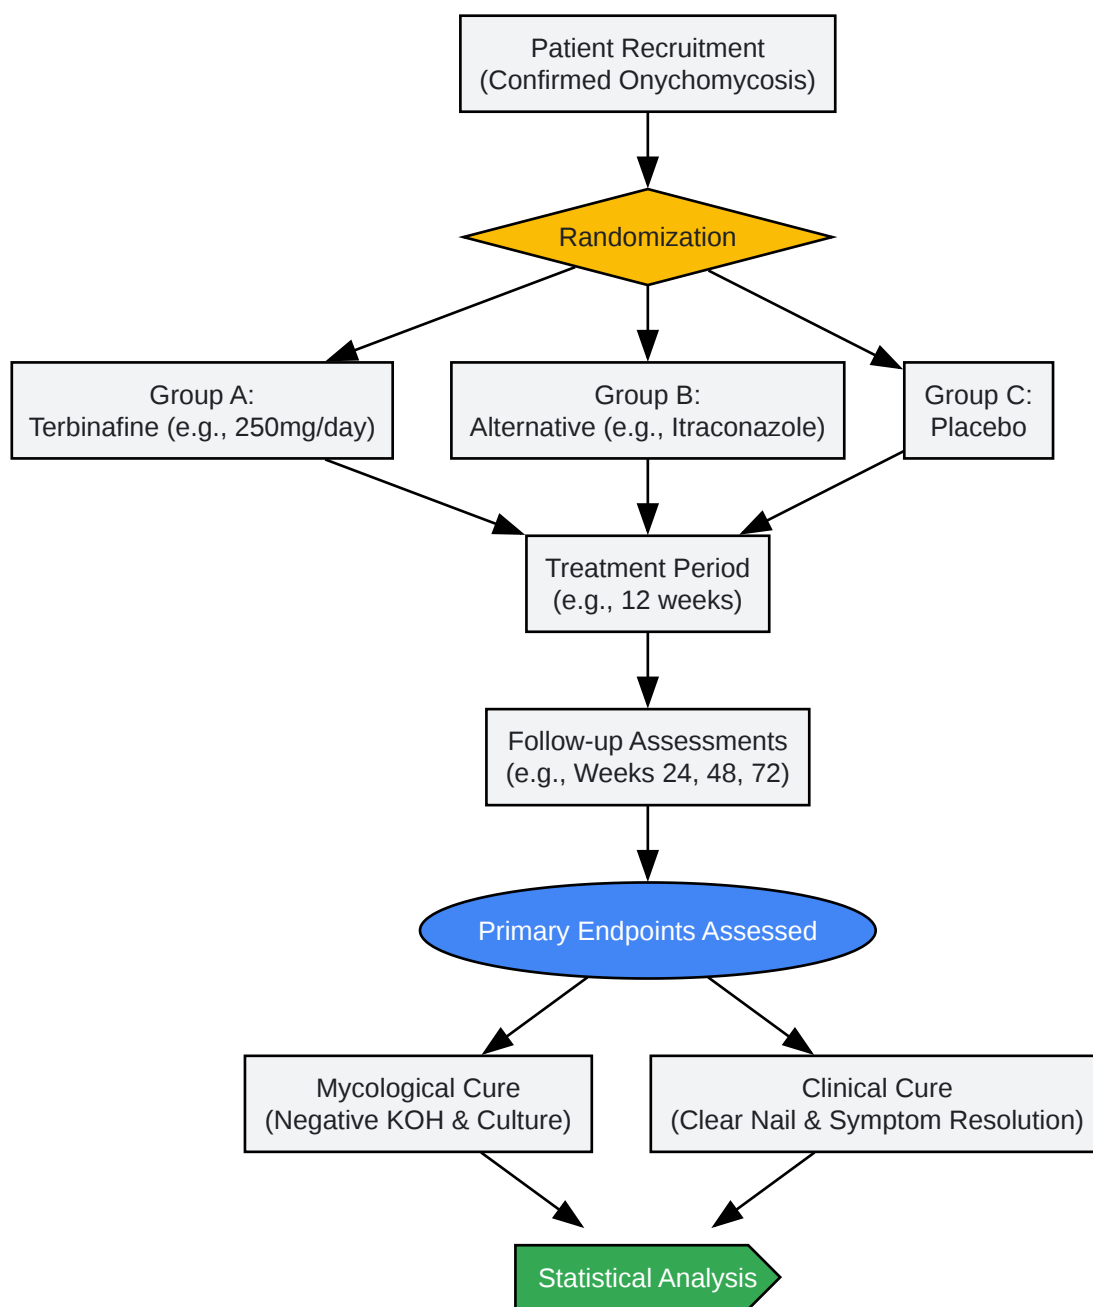 Patient Recruitment
(Confirmed Onychomycosis)
Randomization
Group A:
Terbinafine (e.g., 250mg/day)
Group B:
Alternative (e.g., Itraconazole)
Group C:
Placebo
Treatment Period
(e.g., 12 weeks)
Follow-up Assessments
(e.g., Weeks 24, 48, 72)
Primary Endpoints Assessed
Mycological Cure
(Negative KOH & Culture)
Clinical Cure
(Clear Nail & Symptom Resolution)
Statistical Analysis